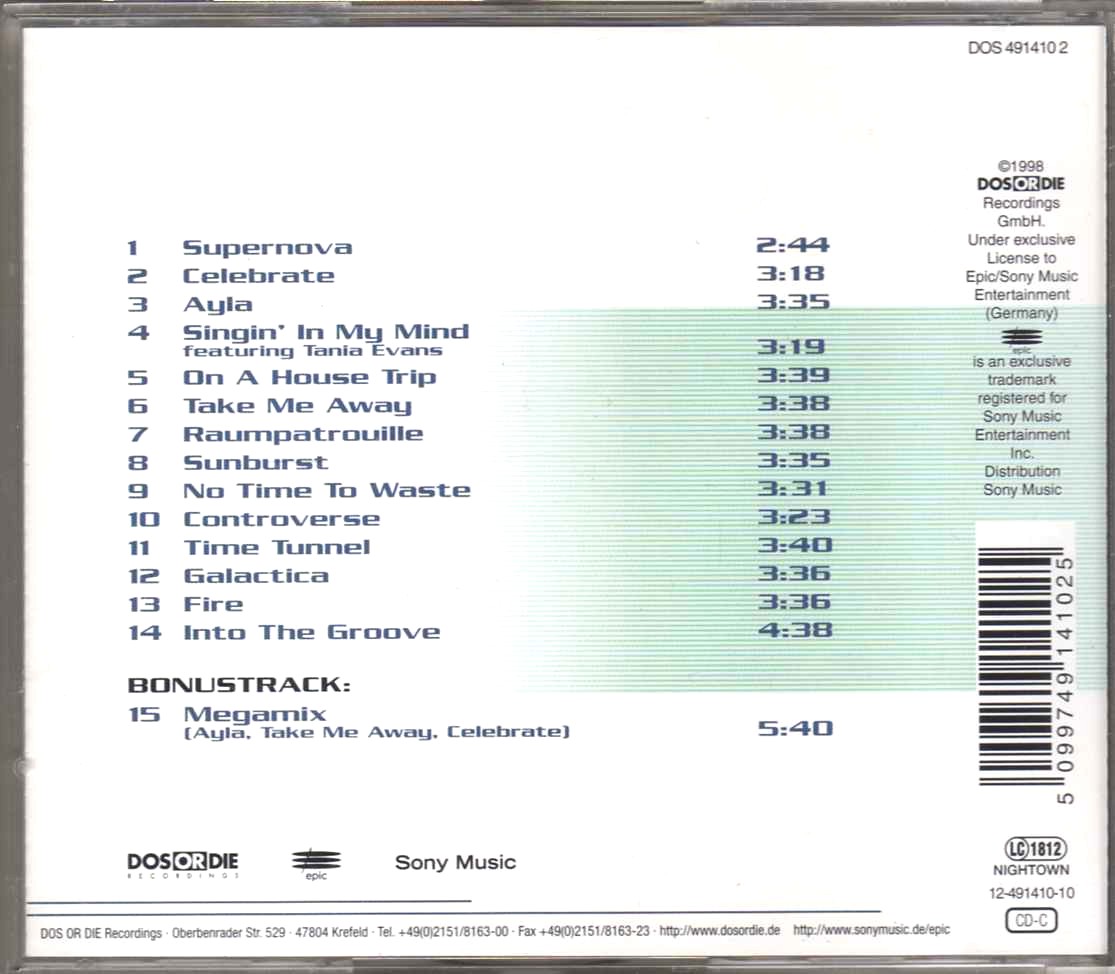 DOS 491410 2
©1998
DOS OR DIE
Recordings
GmbH.
Under exclusive
License to
Epic/Sony Music
Entertainment
(Germany)
epic
is an exclusive
trademark
registered for
Sony Music
Entertainment
Inc.
Distribution
Sony Music
1 Supernova 2:44
2 Celebrate 3:18
3 Ayla 3:35
4 Singin' In My Mind
featuring Tania Evans 3:19
5 On A House Trip 3:39
6 Take Me Away 3:38
7 Raumpatrouille 3:38
8 Sunburst 3:35
9 No Time To Waste 3:31
10 Controverse 3:23
11 Time Tunnel 3:40
12 Galactica 3:36
13 Fire 3:36
14 Into The Groove 4:38
BONUSTRACK:
15 Megamix
(Ayla, Take Me Away, Celebrate) 5:40
5 099749 141025
DOS OR DIE
RECORDINGS
epic
Sony Music
LC 1812
NIGHTOWN
12-491410-10
CD-C
DOS OR DIE Recordings · Oberbenrader Str. 529 · 47804 Krefeld · Tel. +49(0)2151/8163-00 · Fax +49(0)2151/8163-23 · http://www.dosordie.de http://www.sonymusic.de/epic